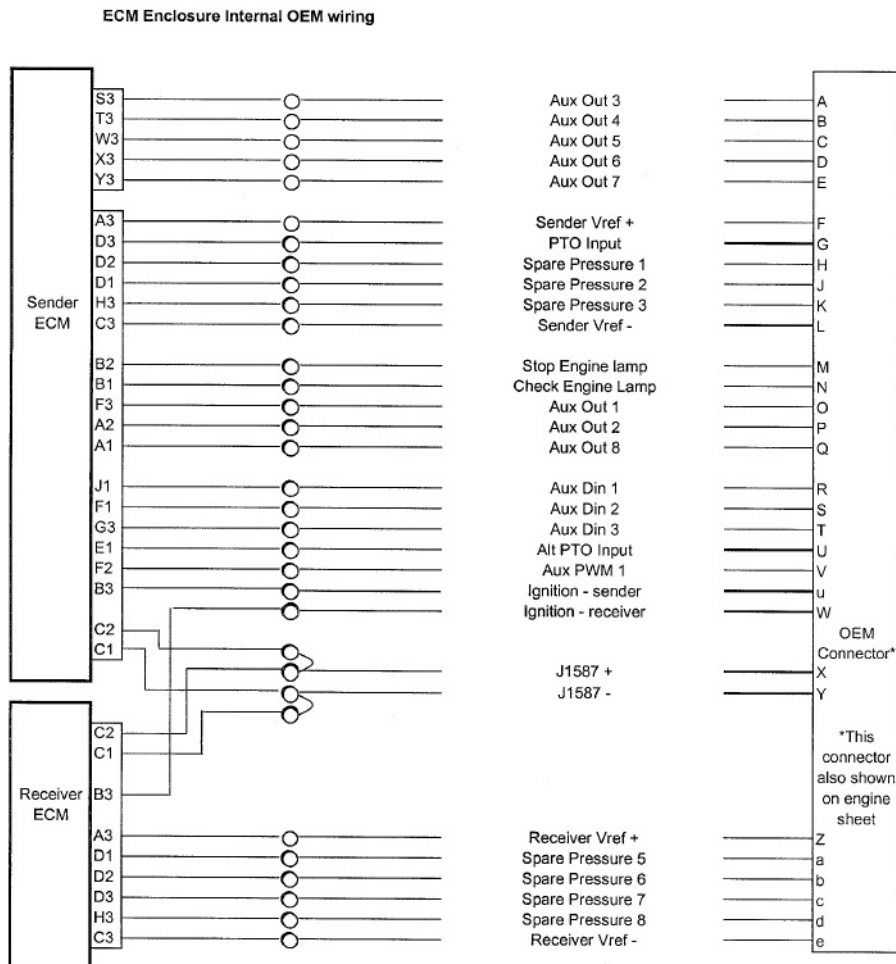 ECM Enclosure Internal OEM wiring
S3 Aux Out 3 A
T3 Aux Out 4 B
W3 Aux Out 5 C
X3 Aux Out 6 D
Y3 Aux Out 7 E
A3 Sender Vref + F
D3 PTO Input G
D2 Spare Pressure 1 H
D1 Spare Pressure 2 J
H3 Spare Pressure 3 K
C3 Sender Vref - L
Sender
ECM
B2 Stop Engine lamp M
B1 Check Engine Lamp N
F3 Aux Out 1 O
A2 Aux Out 2 P
A1 Aux Out 8 Q
J1 Aux Din 1 R
F1 Aux Din 2 S
G3 Aux Din 3 T
E1 Alt PTO Input U
F2 Aux PWM 1 V
B3 Ignition - sender u
Ignition - receiver W
C2
C1
OEM
Connector*
J1587 + X
J1587 - Y
C2
C1
*This
connector
also shown
on engine
sheet
Receiver
ECM
B3
A3 Receiver Vref + Z
D1 Spare Pressure 5 a
D2 Spare Pressure 6 b
D3 Spare Pressure 7 c
H3 Spare Pressure 8 d
C3 Receiver Vref - e